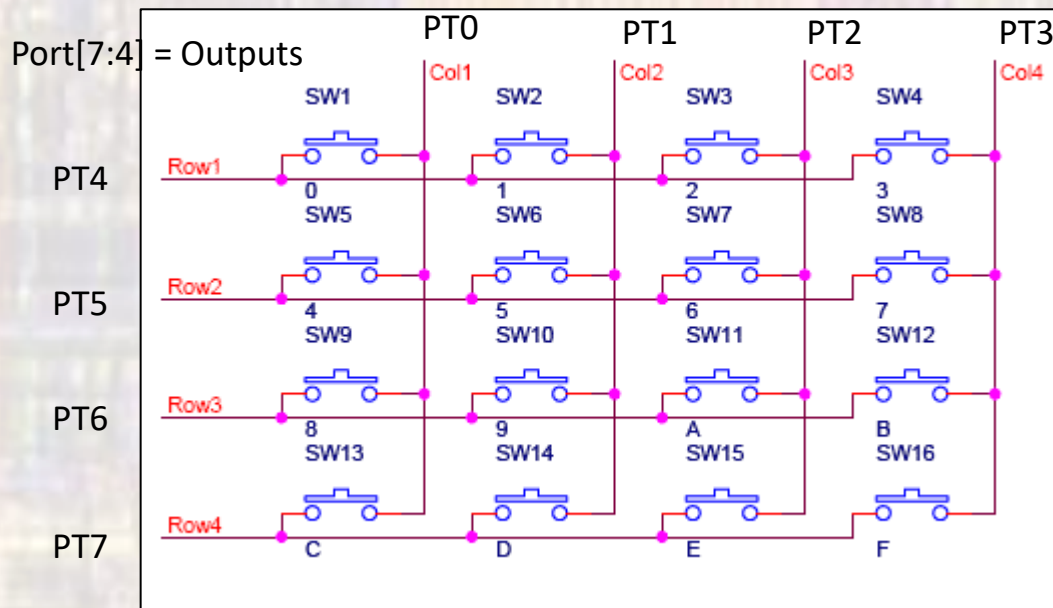 PT0 PT1 PT2 PT3
Port[7:4] = Outputs
Col1 Col2 Col3 Col4
SW1 SW2 SW3 SW4
PT4 Row1
0 1 2 3
SW5 SW6 SW7 SW8
PT5 Row2
4 5 6 7
SW9 SW10 SW11 SW12
PT6 Row3
8 9 A B
SW13 SW14 SW15 SW16
PT7 Row4
C D E F